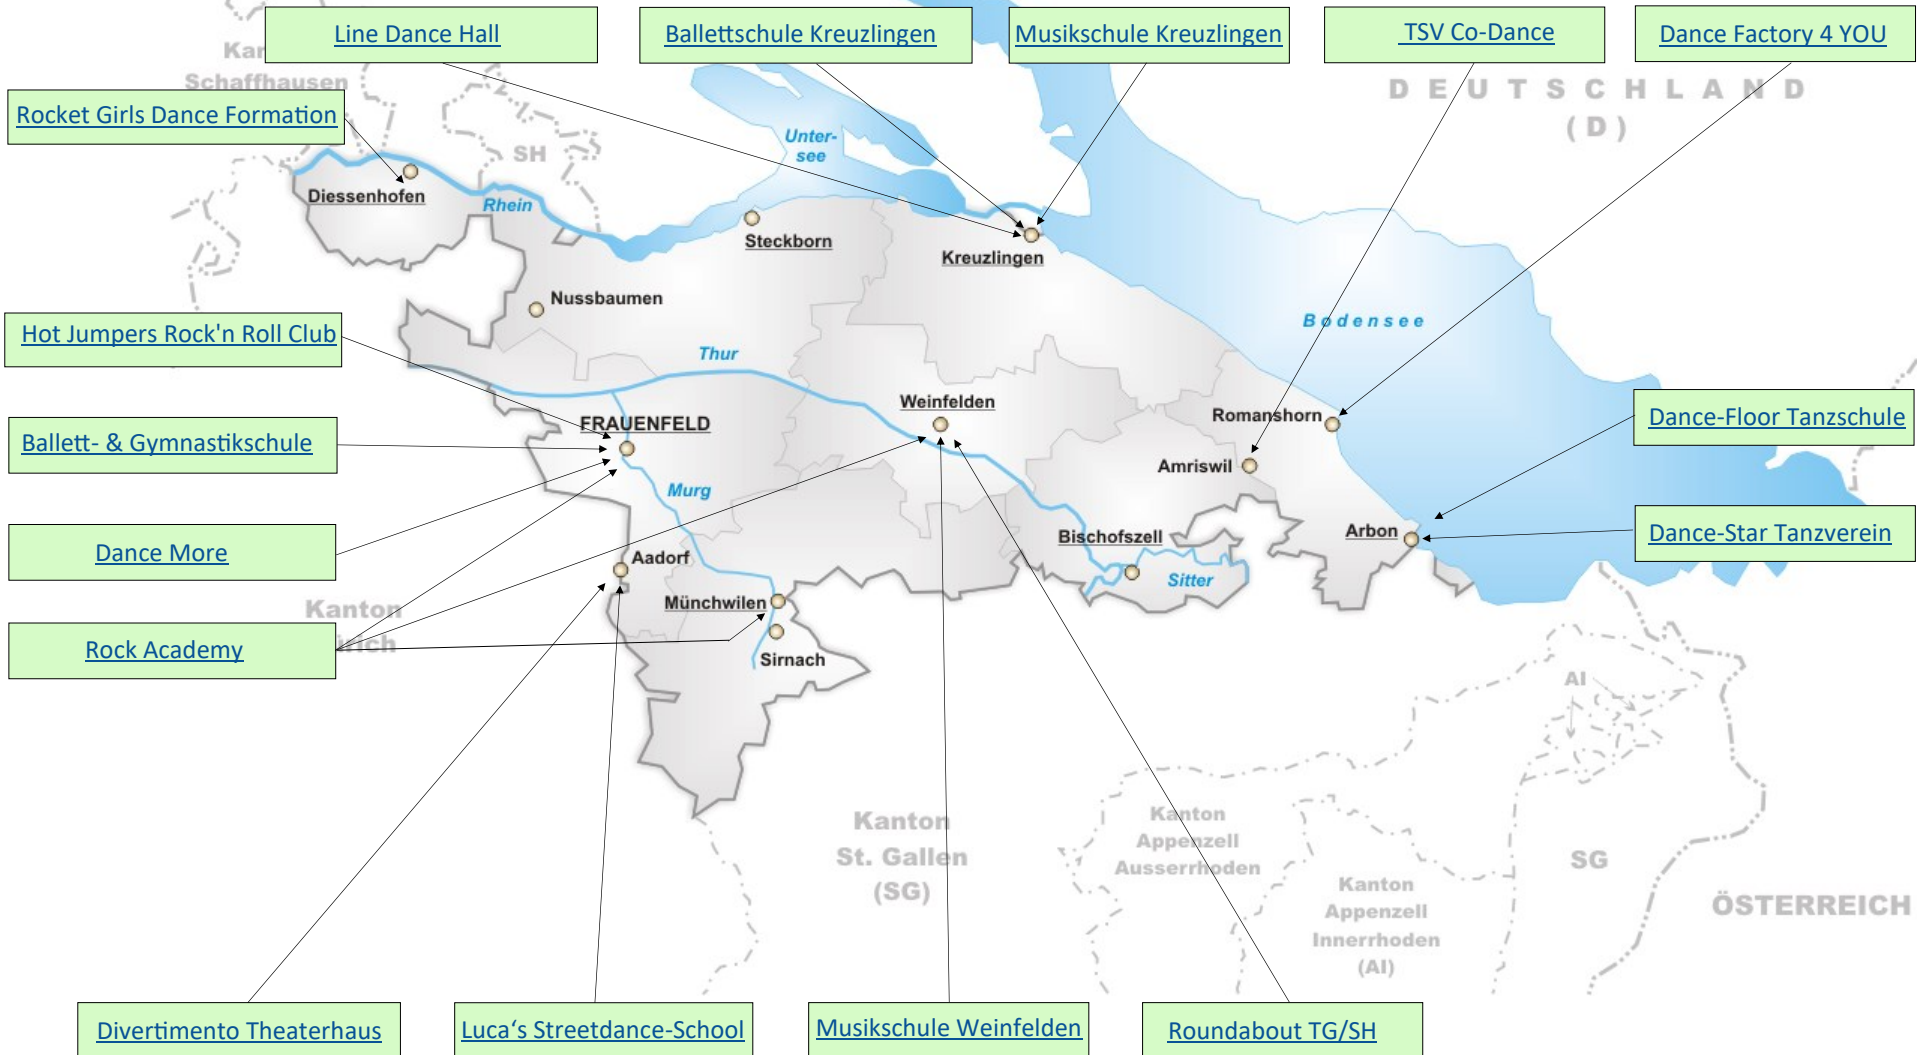 Line Dance Hall
Ballettschule Kreuzlingen
Musikschule Kreuzlingen
TSV Co-Dance
Dance Factory 4 YOU
Schaffhausen
DEUTSCHLAND
(D)
Rocket Girls Dance Formation
SH
Unter-
see
Diessenhofen
Rhein
Steckborn
Kreuzlingen
Nussbaumen
Bodensee
Hot Jumpers Rock'n Roll Club
Thur
Weinfelden
Romanshorn
Dance-Floor Tanzschule
FRAUENFELD
Ballett- & Gymnastikschule
Amriswil
Murg
Dance More
Aadorf
Bischofszell
Sitter
Arbon
Dance-Star Tanzverein
Kanton
Münchwilen
Rock Academy
Sirnach
AI
Kanton
St. Gallen
(SG)
Kanton
Appenzell
Ausserrhoden
Kanton
Appenzell
Innerrhoden
(AI)
SG
ÖSTERREICH
Divertimento Theaterhaus
Luca‘s Streetdance-School
Musikschule Weinfelden
Roundabout TG/SH